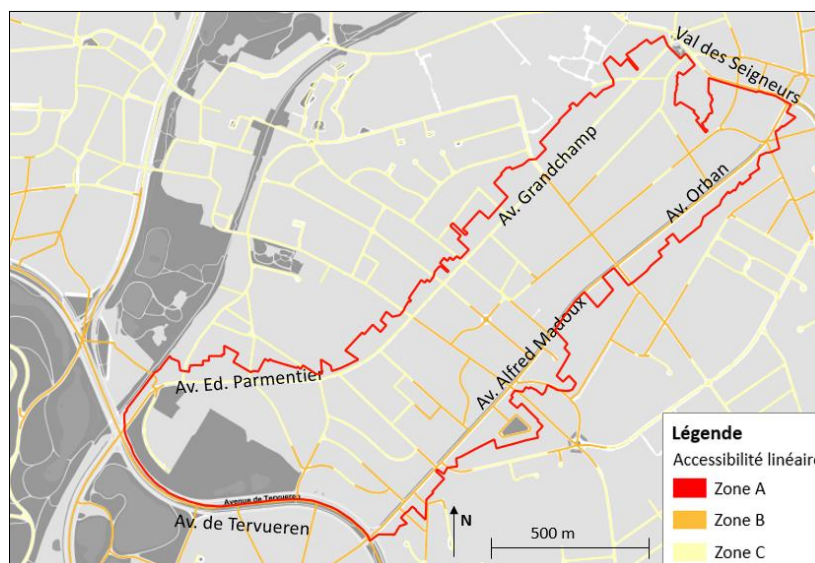 Val des Seigneurs
Av. Grandchamp
Av. Orban
Av. Alfred Madoux
Av. Ed. Parmentier
Avenue de Tervueren
Av. de Tervueren
N
500 m
Légende
Accessibilité linéaire
Zone A
Zone B
Zone C